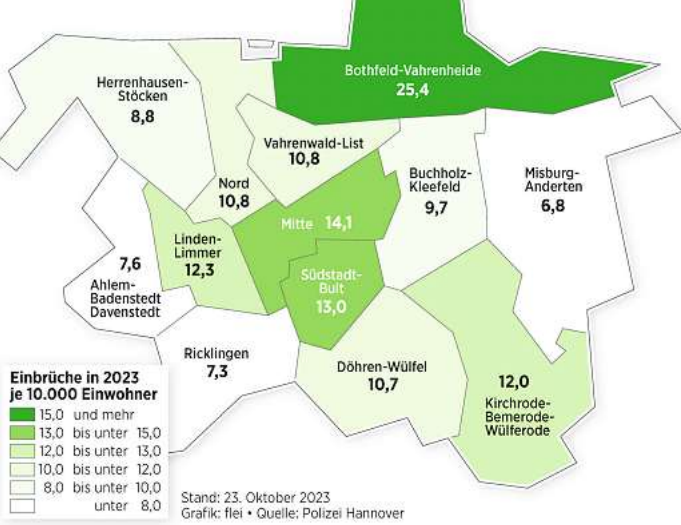 Bothfeld-Vahrenheide
25,4
Herrenhausen-
Stöcken
8,8
Vahrenwald-List
10,8
Nord
10,8
Buchholz-
Kleefeld
9,7
Misburg-
Anderten
6,8
Mitte 14,1
Linden-
Limmer
12,3
Südstadt-
Bult
13,0
7,6
Ahlem-
Badenstedt
Davenstedt
Ricklingen
7,3
Döhren-Wülfel
10,7
12,0
Kirchrode-
Bemerode-
Wülferode
Einbrüche in 2023
je 10.000 Einwohner
15,0 und mehr
13,0 bis unter 15,0
12,0 bis unter 13,0
10,0 bis unter 12,0
8,0 bis unter 10,0
unter 8,0
Stand: 23. Oktober 2023
Grafik: flei • Quelle: Polizei Hannover